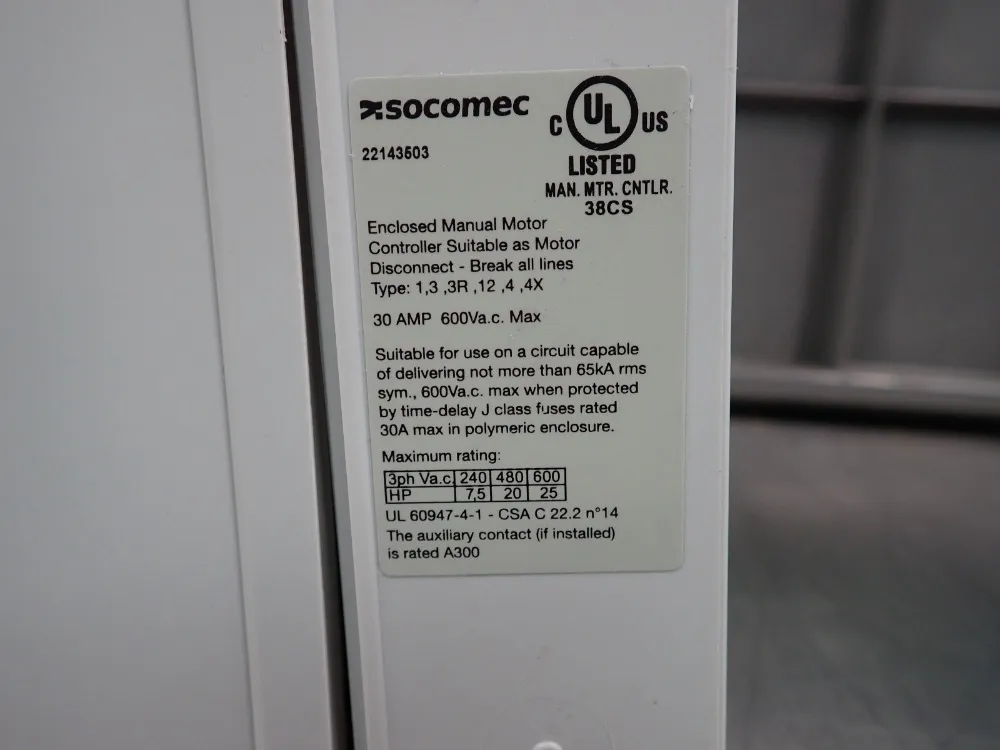 socomec
22143503
C UL US
LISTED
MAN. MTR. CNTLR.
38CS
Enclosed Manual Motor
Controller Suitable as Motor
Disconnect - Break all lines
Type: 1,3 ,3R ,12 ,4 ,4X
30 AMP 600Va.c. Max
Suitable for use on a circuit capable
of delivering not more than 65kA rms
sym., 600Va.c. max when protected
by time-delay J class fuses rated
30A max in polymeric enclosure.
Maximum rating:
3ph Va.c. 240 480 600
HP 7,5 20 25
UL 60947-4-1 - CSA C 22.2 n°14
The auxiliary contact (if installed)
is rated A300